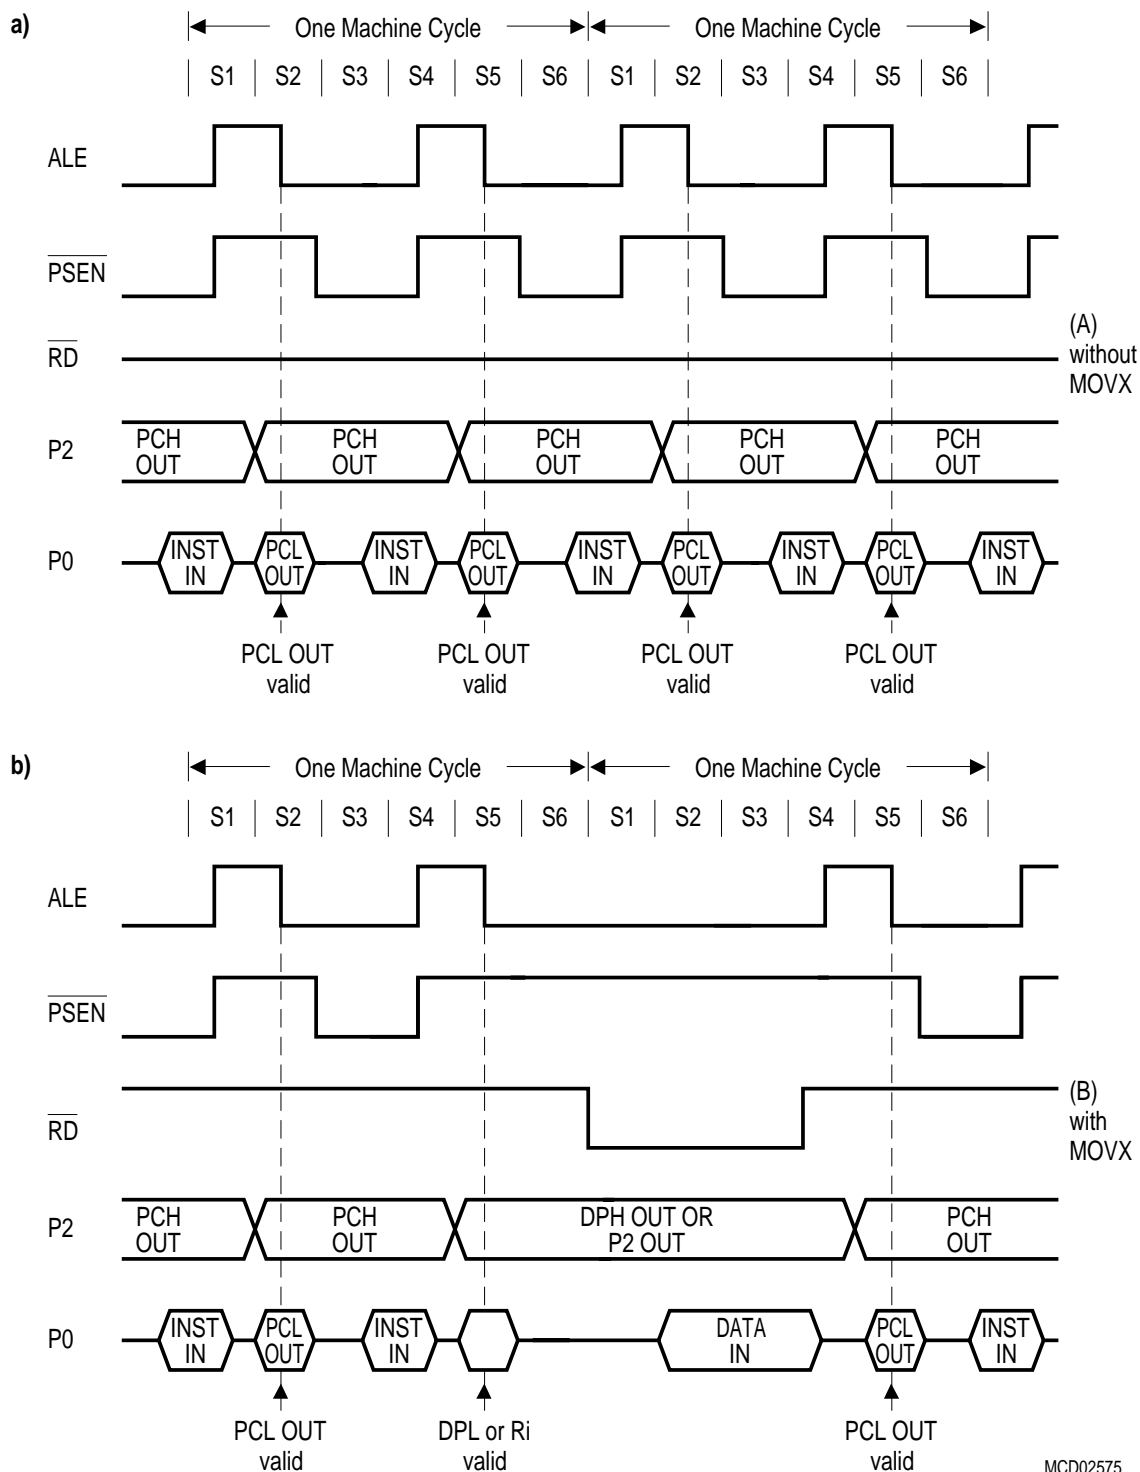 a)
One Machine Cycle One Machine Cycle
S1 S2 S3 S4 S5 S6 S1 S2 S3 S4 S5 S6
ALE
PSEN
RD
(A)
without
MOVX
P2
PCH PCH PCH PCH PCH
OUT OUT OUT OUT OUT
P0
INST PCL INST PCL INST PCL INST PCL INST
IN OUT IN OUT IN OUT IN OUT IN
PCL OUT PCL OUT PCL OUT PCL OUT
valid valid valid valid
b)
One Machine Cycle One Machine Cycle
S1 S2 S3 S4 S5 S6 S1 S2 S3 S4 S5 S6
ALE
PSEN
RD
(B)
with
MOVX
P2
PCH PCH DPH OUT OR PCH
OUT OUT P2 OUT OUT
P0
INST PCL INST DATA PCL INST
IN OUT IN IN OUT IN
PCL OUT DPL or Ri PCL OUT
valid valid valid
MCD02575